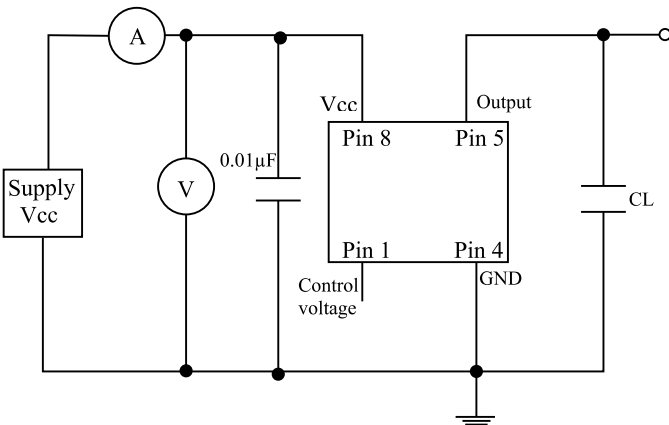 A
Vcc
Output
Pin 8
Pin 5
0.01µF
Supply
Vcc
V
CL
Pin 1
Pin 4
Control
voltage
GND